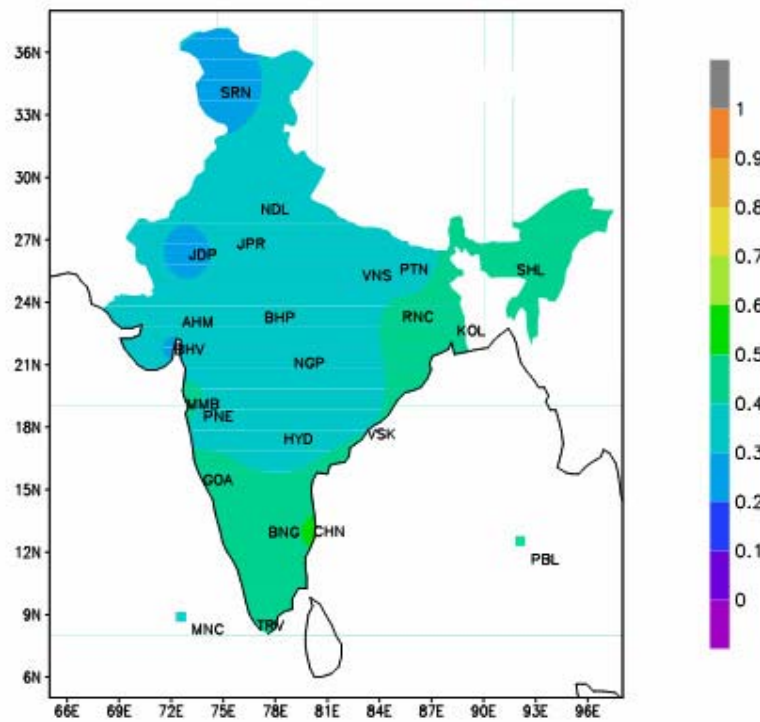 36N
33N
30N
27N
24N
21N
18N
15N
12N
9N
6N
66E 69E 72E 75E 78E 81E 84E 87E 90E 93E 96E
SRN
NDL
JDP JPR
VNS PTN SHL
AHM BHP RNC KOL
BHV NGP
MMB
PNE
HYD VSK
GOA
BNG CHN
PBL
MNC TRV
1
0.9
0.8
0.7
0.6
0.5
0.4
0.3
0.2
0.1
0